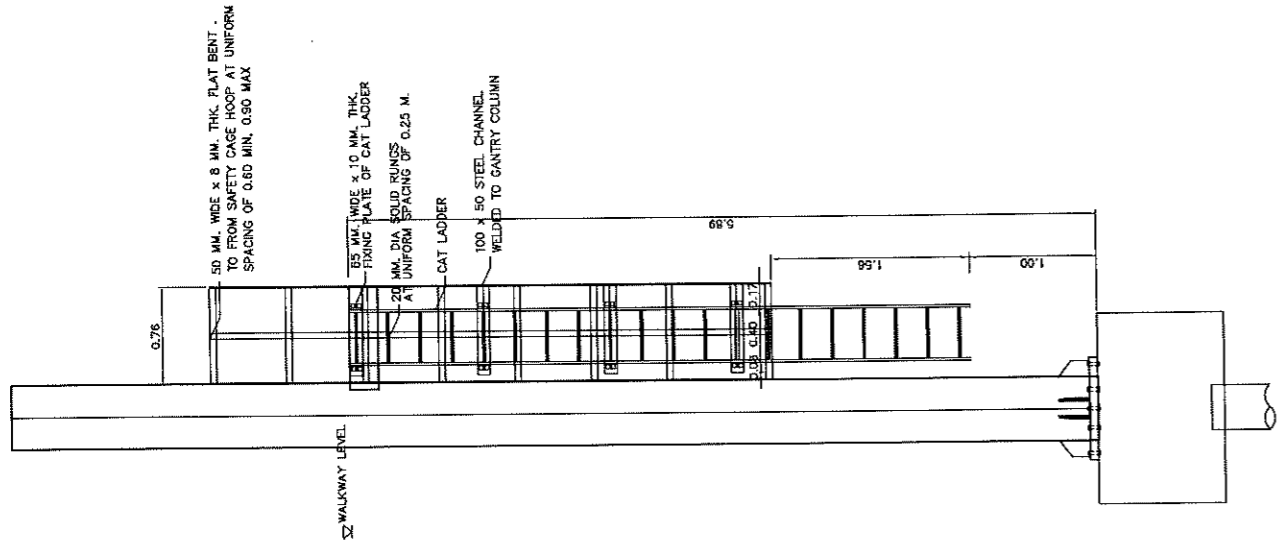 50 MM. WIDE x 8 MM. THK. FLAT BENT .
TO FROM SAFETY CAGE HOOP AT UNIFORM
SPACING OF 0.60 MIN, 0.90 MAX
65 MM. WIDE x 10 MM. THK.
FIXING PLATE OF CAT LADDER
20 MM. DIA SOLID RUNGS
AT UNIFORM SPACING OF 0.25 M.
CAT LADDER
100 x 50 STEEL CHANNEL
WELDED TO GANTRY COLUMN
0.76
WALKWAY LEVEL
5.89
0.40 0.17
1.56
1.00